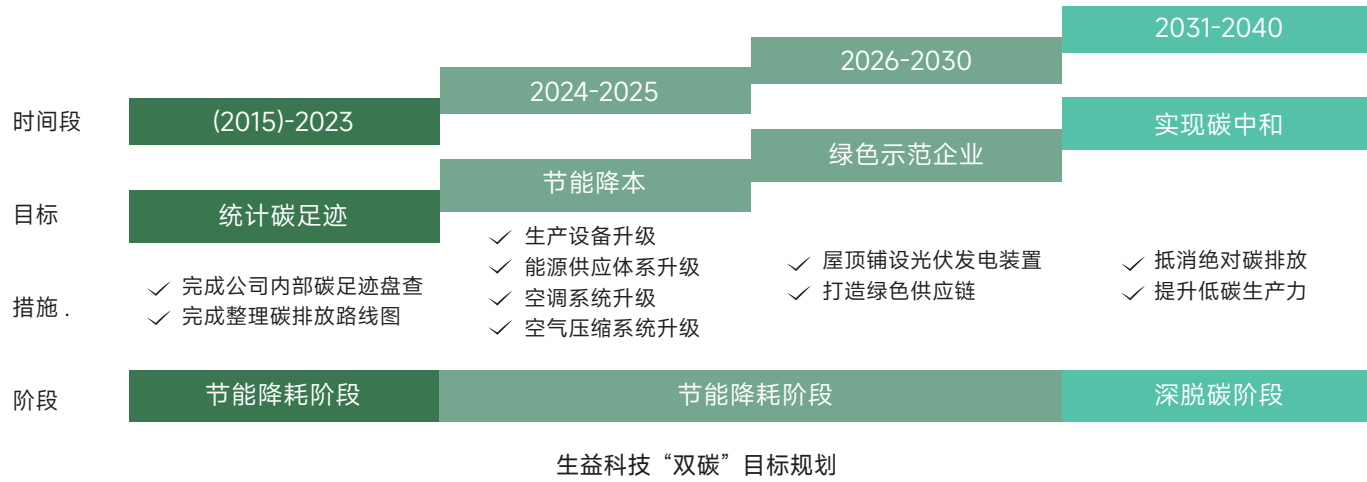 时间段
(2015)-2023
2024-2025
2026-2030
2031-2040
目标
统计碳足迹
节能降本
绿色示范企业
实现碳中和
措施 .
完成公司内部碳足迹盘查
完成整理碳排放路线图
生产设备升级
能源供应体系升级
空调系统升级
空气压缩系统升级
屋顶铺设光伏发电装置
打造绿色供应链
抵消绝对碳排放
提升低碳生产力
阶段
节能降耗阶段
节能降耗阶段
深脱碳阶段
生益科技“双碳”目标规划